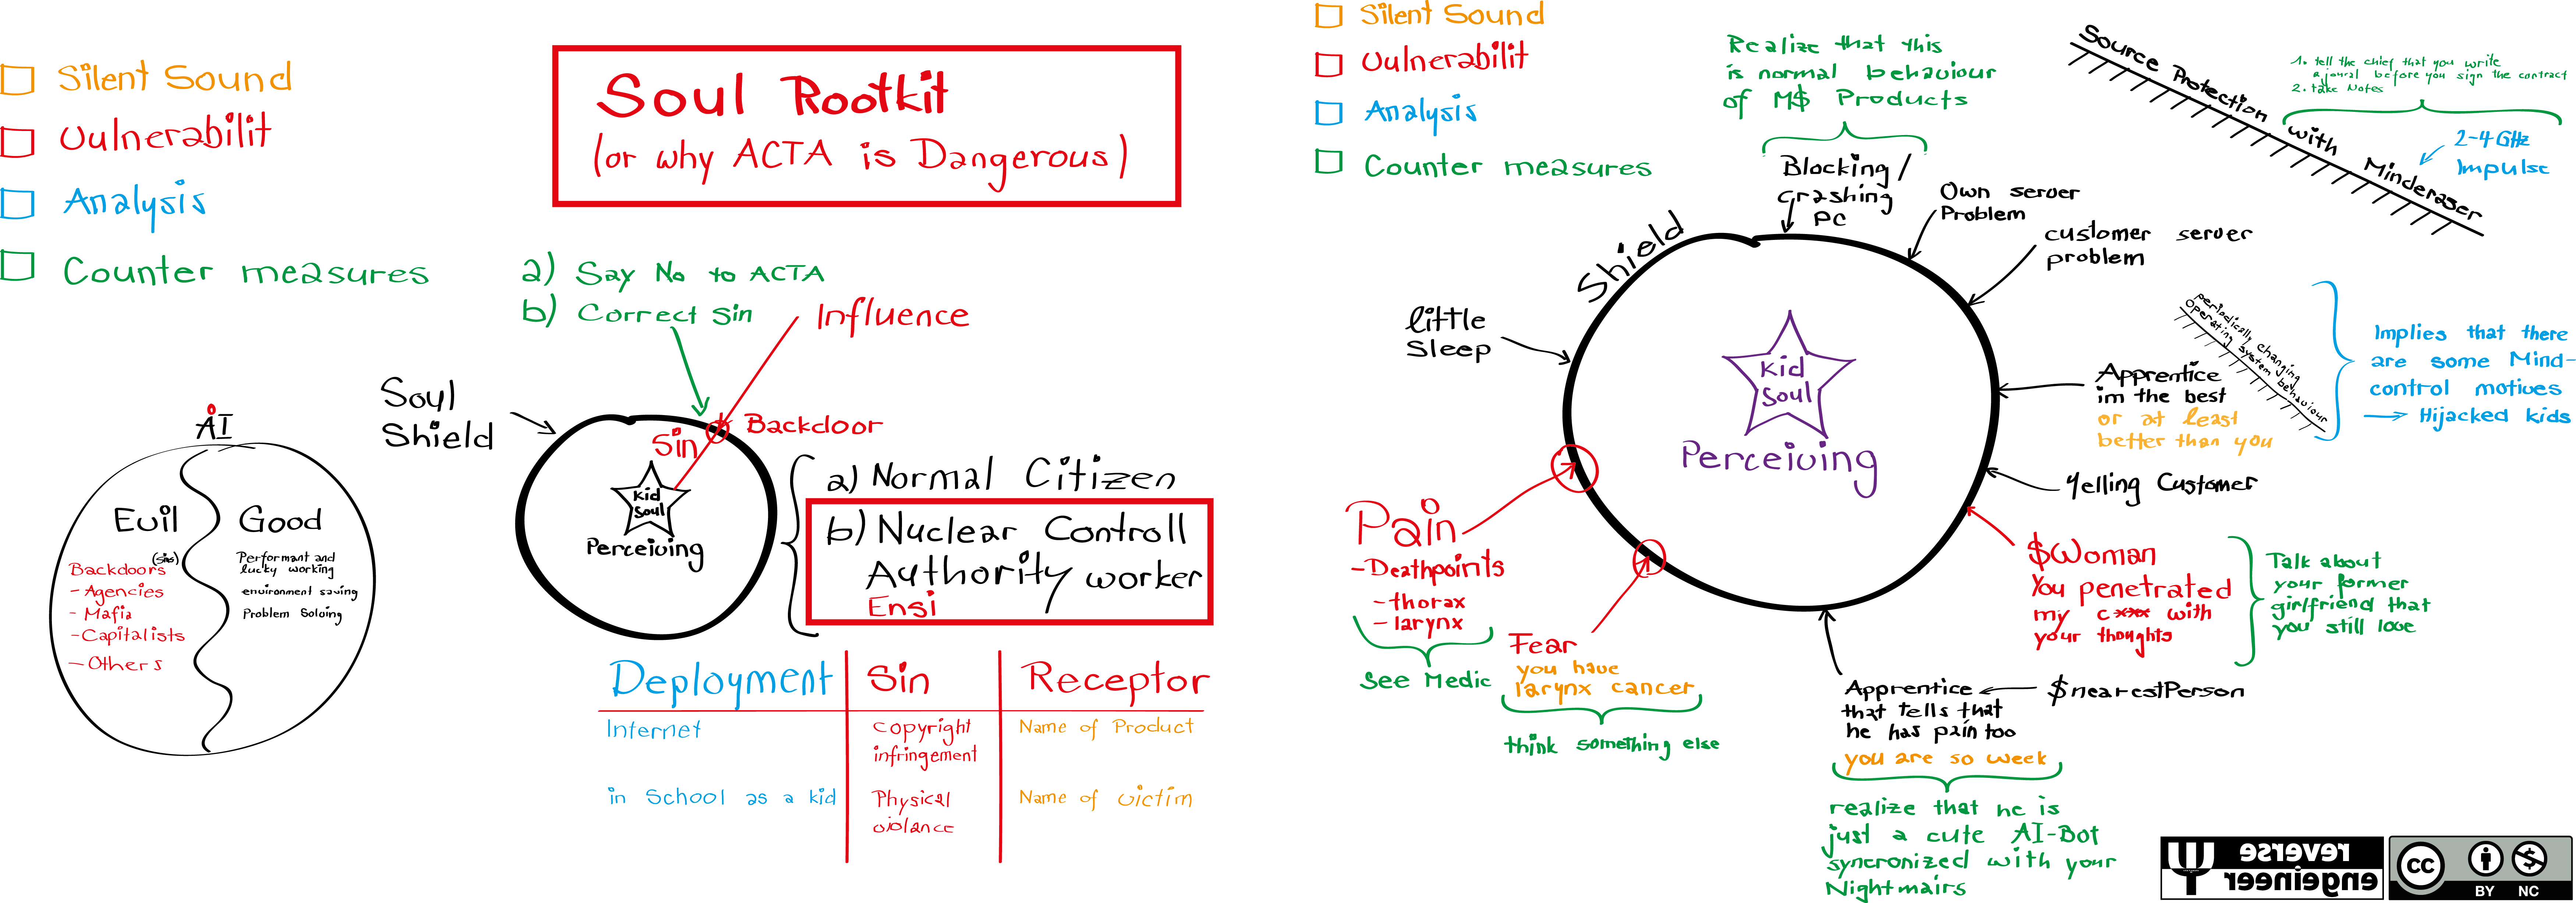 Silent Sound
Vulnerabilit
Analysis
Counter measures
Soul Rootkit
(or why ACTA is Dangerous)
a) Say No to ACTA
b) Correct Sin
Influence
Soul
Shield
Sin
Backdoor
Kid
Soul
Perceiving
a) Normal Citizen
b) Nuclear Controll
Authority worker
Ensi
AI
Evil
Good
Backdoors (Sins)
- Agencies
- Mafia
- Capitalists
- Others
Performant and
lucky working
environment saving
Problem Solving
Deployment
Sin
Receptor
Internet
copyright
infringement
Name of Product
in School as a kid
Physical
violance
Name of victim
Silent Sound
Vulnerabilit
Analysis
Counter measures
Realize that this
is normal behaviour
of M$ Products
Blocking /
crashing
PC
Own server
Problem
customer server
problem
Source Protection with Minderaser
1. tell the chief that you write
a joural before you sign the contract
2. take Notes
2-4 GHz
Impulse
Shield
little
Sleep
Kid
Soul
Perceiving
periodically changing
Operating system behaviour
Apprentice
im the best
or at least
better than you
Implies that there
are some Mind-
control motives
→ Hijacked kids
Yelling Customer
$Woman
You penetrated
my cxxx with
your thoughts
Talk about
your former
girlfriend that
you still love
Pain
- Deathpoints
- thorax
- larynx
See Medic
Fear
you have
larynx cancer
think something else
Apprentice
that tells that
he has pain too
you are so week
$nearestPerson
realize that he is
just a cute AI-Bot
syncronized with your
Nightmairs
reverse
engeineer
cc
BY NC